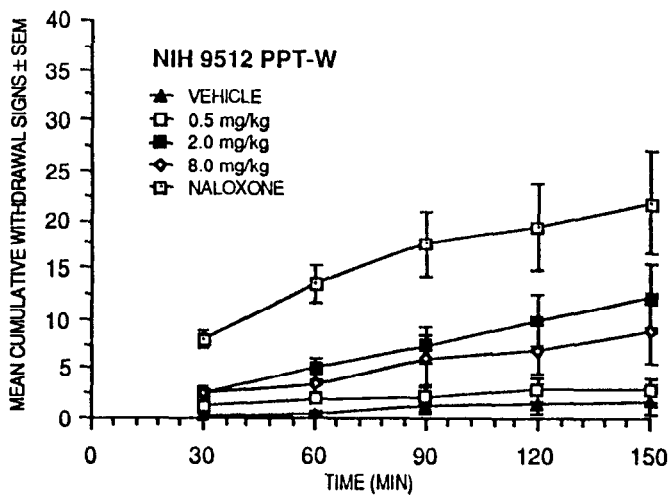 MEAN CUMULATIVE WITHDRAWAL SIGNS ± SEM
40
35
30
25
20
15
10
5
0
NIH 9512 PPT-W
VEHICLE
0.5 mg/kg
2.0 mg/kg
8.0 mg/kg
NALOXONE
0 30 60 90 120 150
TIME (MIN)